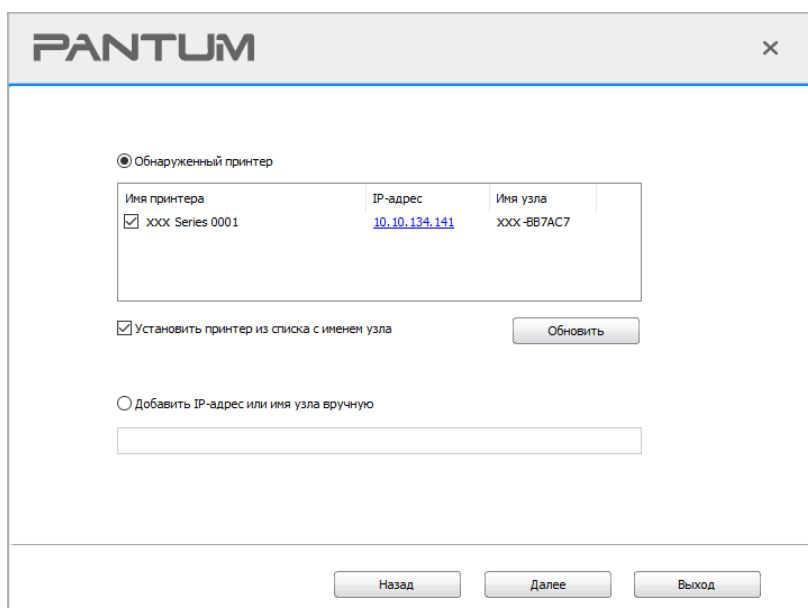 PANTUM
Обнаруженный принтер
Имя принтера IP-адрес Имя узла
XXX Series 0001 10.10.134.141 XXX-BB7AC7
Установить принтер из списка с именем узла Обновить
Добавить IP-адрес или имя узла вручную
Назад Далее Выход